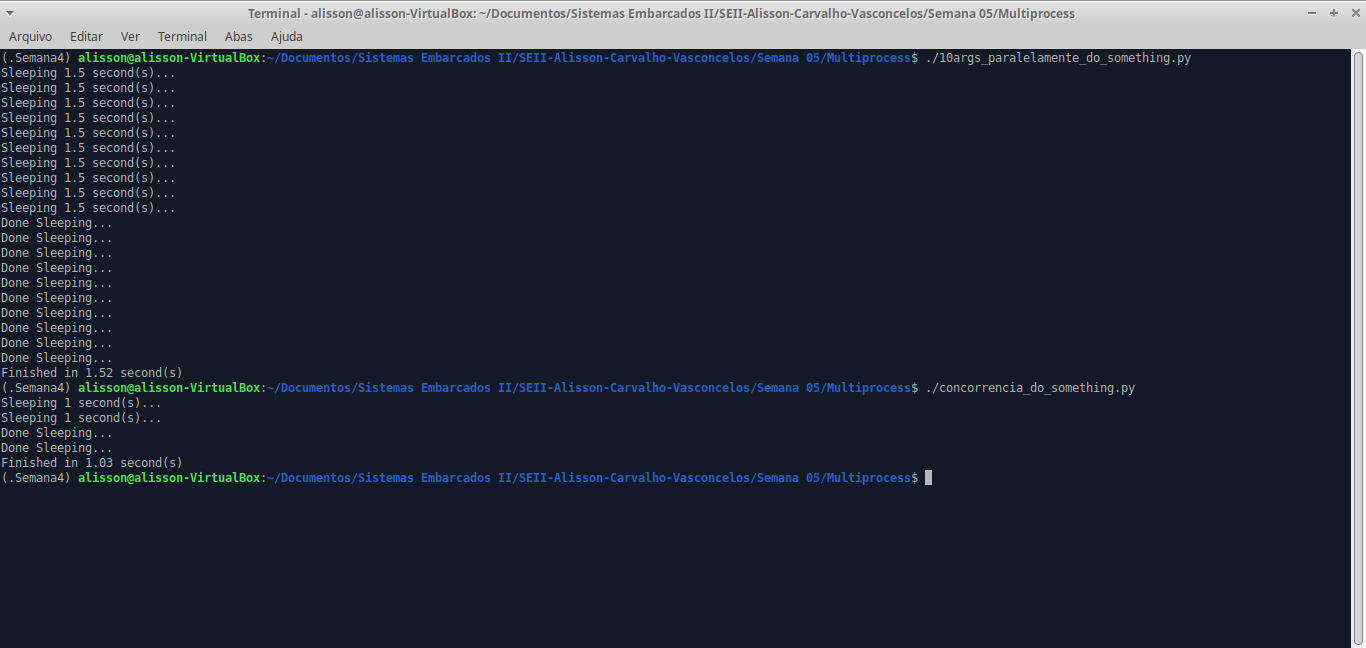 Terminal - alisson@alisson-VirtualBox: ~/Documentos/Sistemas Embarcados II/SEII-Alisson-Carvalho-Vasconcelos/Semana 05/Multiprocess
Arquivo Editar Ver Terminal Abas Ajuda
(.Semana4) alisson@alisson-VirtualBox:~/Documentos/Sistemas Embarcados II/SEII-Alisson-Carvalho-Vasconcelos/Semana 05/Multiprocess$ ./10args_paralelamente_do_something.py
Sleeping 1.5 second(s)...
Sleeping 1.5 second(s)...
Sleeping 1.5 second(s)...
Sleeping 1.5 second(s)...
Sleeping 1.5 second(s)...
Sleeping 1.5 second(s)...
Sleeping 1.5 second(s)...
Sleeping 1.5 second(s)...
Sleeping 1.5 second(s)...
Sleeping 1.5 second(s)...
Done Sleeping...
Done Sleeping...
Done Sleeping...
Done Sleeping...
Done Sleeping...
Done Sleeping...
Done Sleeping...
Done Sleeping...
Done Sleeping...
Done Sleeping...
Finished in 1.52 second(s)
(.Semana4) alisson@alisson-VirtualBox:~/Documentos/Sistemas Embarcados II/SEII-Alisson-Carvalho-Vasconcelos/Semana 05/Multiprocess$ ./concorrencia_do_something.py
Sleeping 1 second(s)...
Sleeping 1 second(s)...
Done Sleeping...
Done Sleeping...
Finished in 1.03 second(s)
(.Semana4) alisson@alisson-VirtualBox:~/Documentos/Sistemas Embarcados II/SEII-Alisson-Carvalho-Vasconcelos/Semana 05/Multiprocess$